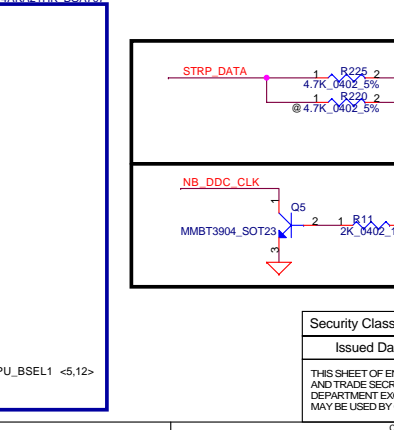 STRP_DATA
1 R225 2
4.7K_0402_5%
1 R220 2
@ 4.7K_0402_5%
NB_DDC_CLK
1
Q5
MMBT3904_SOT23
2
1 R11
2K_0402_1
3
PU_BSEL1 <5,12>
Security Class
Issued Da
THIS SHEET OF EN
AND TRADE SECR
DEPARTMENT EXC
MAY BE USED BY